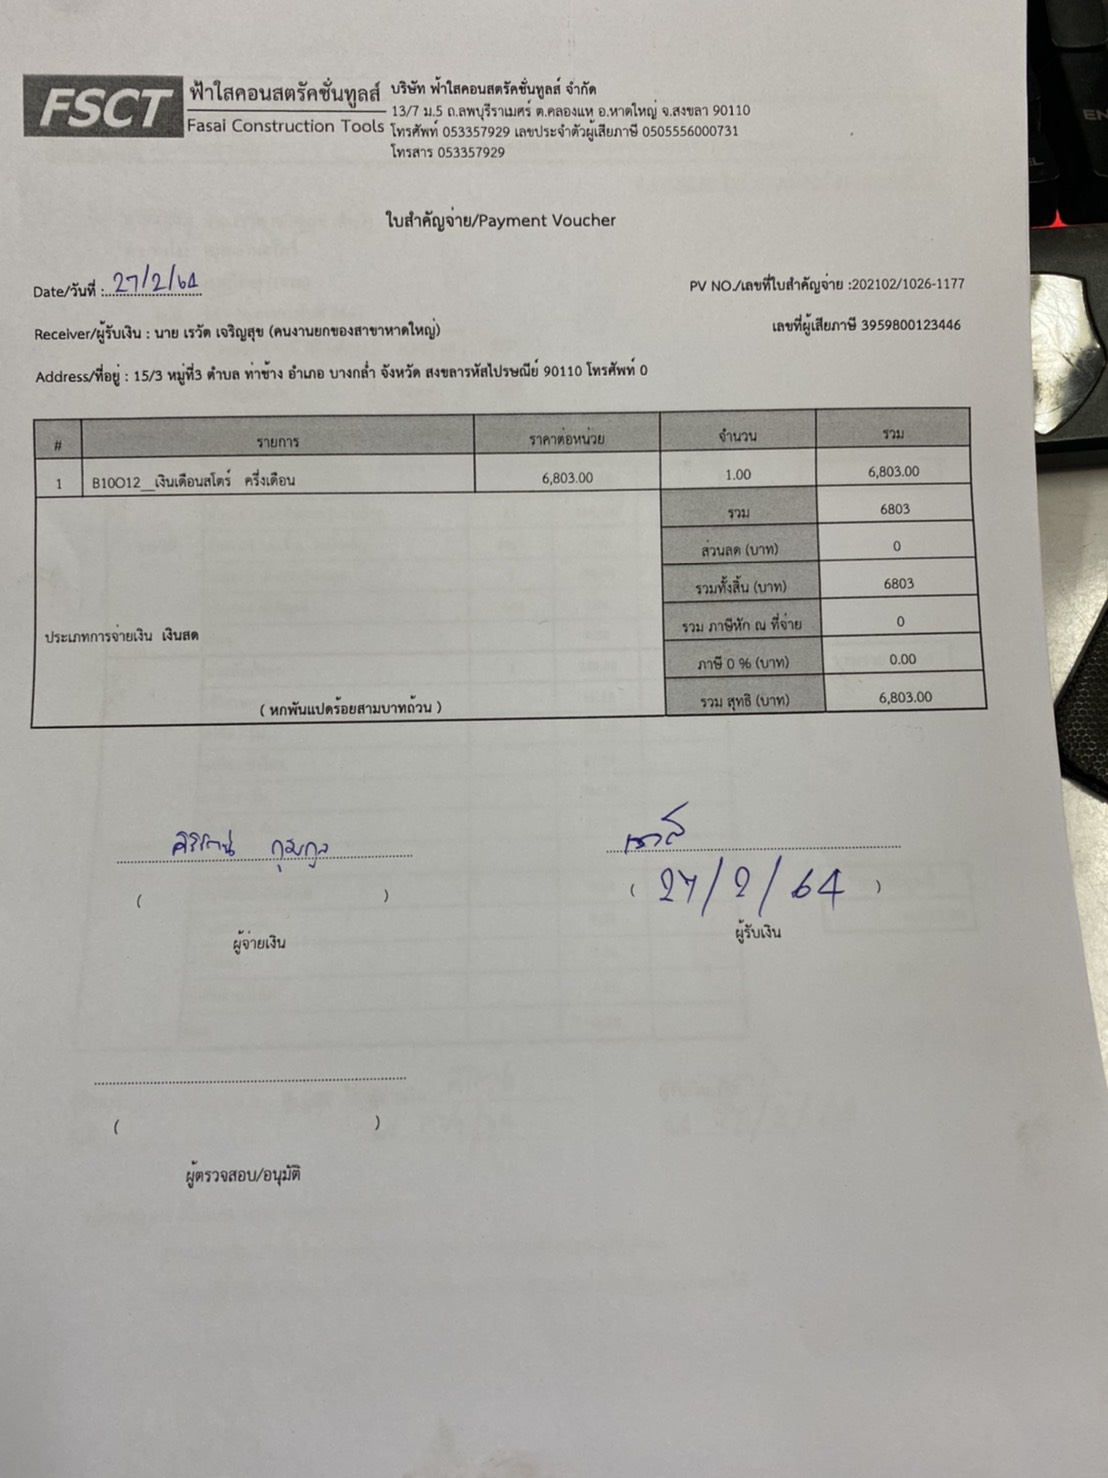 FSCT
ฟ้าใสคอนสตรัคชั่นทูลส์
Fasai Construction Tools
บริษัท ฟ้าใสคอนสตรัคชั่นทูลส์ จำกัด
13/7 ม.5 ถ.ลพบุรีราเมศร์ ต.คลองแห อ.หาดใหญ่ จ.สงขลา 90110
โทรศัพท์ 053357929 เลขประจำตัวผู้เสียภาษี 0505556000731
โทรสาร 053357929
ใบสำคัญจ่าย/Payment Voucher
Date/วันที่ : 27/2/64
PV NO./เลขที่ใบสำคัญจ่าย :202102/1026-1177
Receiver/ผู้รับเงิน : นาย เรวัต เจริญสุข (คนงานยกของสาขาหาดใหญ่)
เลขที่ผู้เสียภาษี 3959800123446
Address/ที่อยู่ : 15/3 หมู่ที่3 ตำบล ท่าช้าง อำเภอ บางกล่ำ จังหวัด สงขลารหัสไปรษณีย์ 90110 โทรศัพท์ 0
# รายการ ราคาต่อหน่วย จำนวน รวม
1 B10O12__เงินเดือนสโตร์ ครึ่งเดือน 6,803.00 1.00 6,803.00
รวม 6803
ส่วนลด (บาท) 0
รวมทั้งสิ้น (บาท) 6803
รวม ภาษีหัก ณ ที่จ่าย 0
ประเภทการจ่ายเงิน เงินสด
ภาษี 0 % (บาท) 0.00
( หกพันแปดร้อยสามบาทถ้วน )
รวม สุทธิ (บาท) 6,803.00
( )
ผู้จ่ายเงิน
( 27/2/64 )
ผู้รับเงิน
( )
ผู้ตรวจสอบ/อนุมัติ